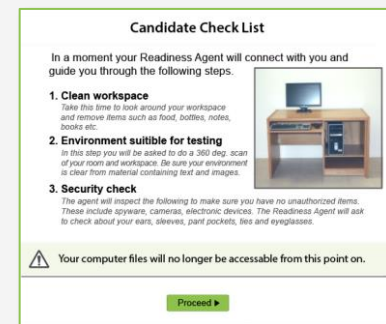 Candidate Check List
In a moment your Readiness Agent will connect with you and
guide you through the following steps.
1. Clean workspace
Take this time to look around your workspace
and remove items such as food, bottles, notes,
books etc.
2. Environment suitible for testing
In this step you will be asked to do a 360 deg. scan
of your room and workspace. Be sure your environment
is clear from material containing text and images.
3. Security check
The agent will inspect the following to make sure you have no unauthorized items.
These include spyware, cameras, electronic devices. The Readiness Agent will ask
to check about your ears, sleeves, pant pockets, ties and eyeglasses.
Your computer files will no longer be accessable from this point on.
Proceed ▶